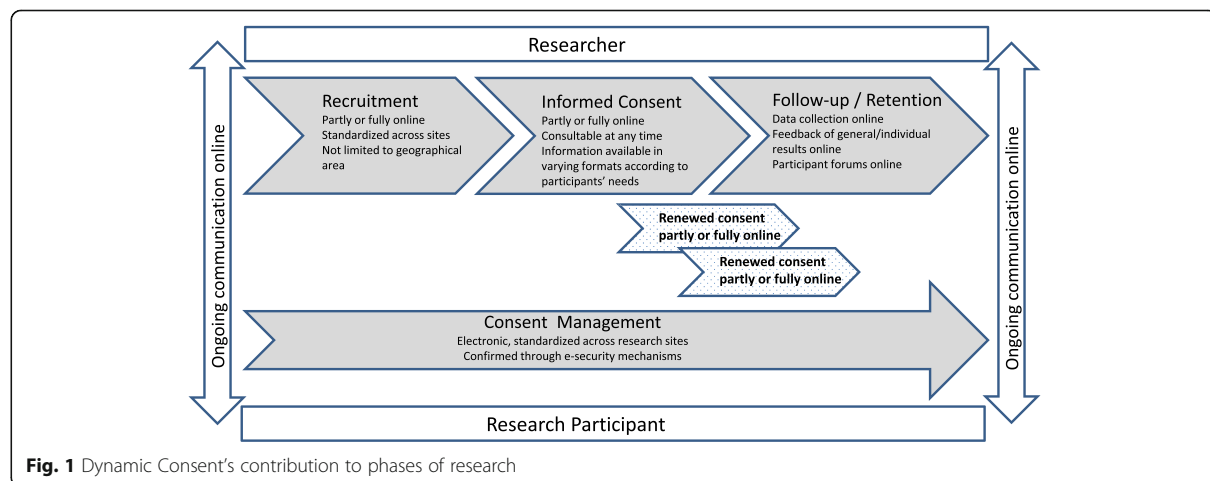 Researcher
Ongoing communication online
Recruitment
Partly or fully online
Standardized across sites
Not limited to geographical
area
Informed Consent
Partly or fully online
Consultable at any time
Information available in
varying formats according to
participants' needs
Follow-up / Retention
Data collection online
Feedback of general/individual
results online
Participant forums online
Ongoing communication online
Renewed consent
partly or fully online
Renewed consent
partly or fully online
Consent Management
Electronic, standardized across research sites
Confirmed through e-security mechanisms
Research Participant
Fig. 1 Dynamic Consent's contribution to phases of research